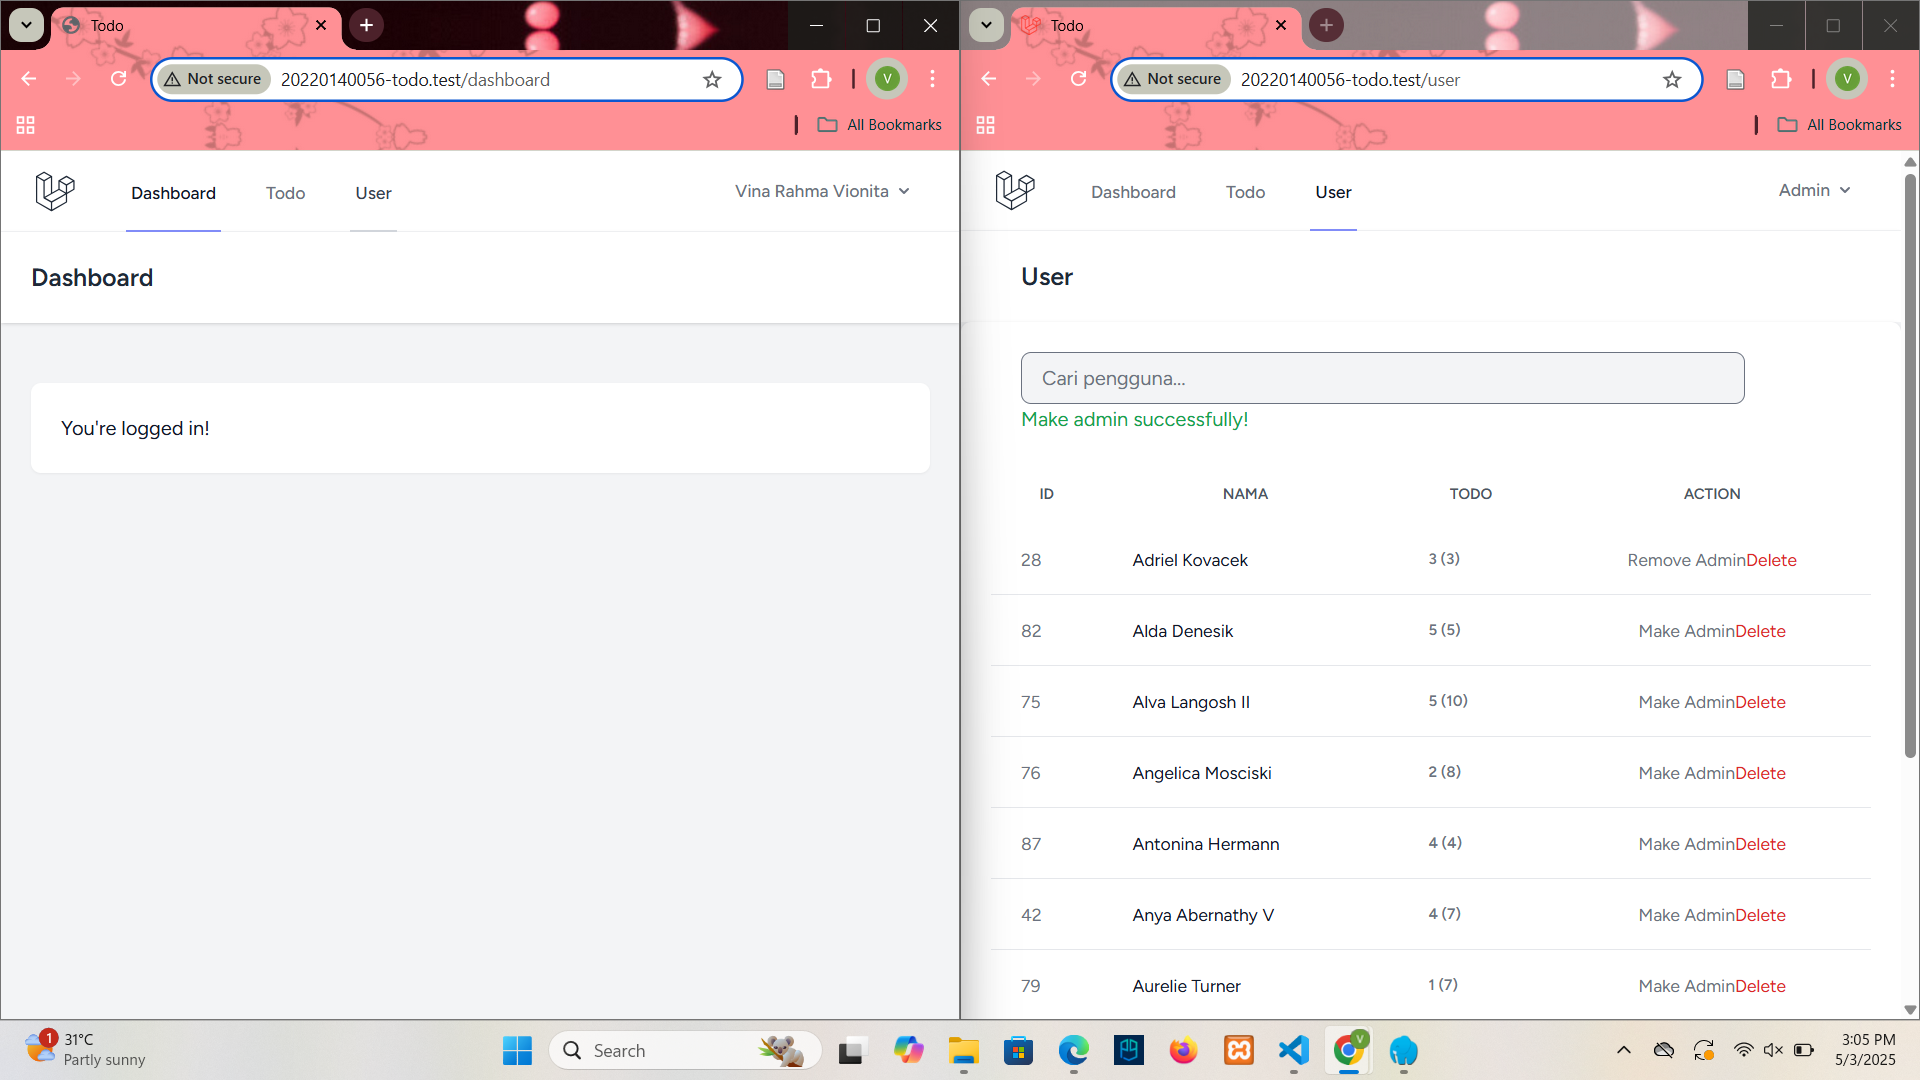 Todo
Not secure
20220140056-todo.test/dashboard
V
All Bookmarks
Dashboard
Todo
User
Vina Rahma Vionita
Dashboard
You're logged in!
Todo
Not secure
20220140056-todo.test/user
V
All Bookmarks
Dashboard
Todo
User
Admin
User
Cari pengguna...
Make admin successfully!
ID NAMA TODO ACTION
28 Adriel Kovacek 3 (3) Remove AdminDelete
82 Alda Denesik 5 (5) Make AdminDelete
75 Alva Langosh II 5 (10) Make AdminDelete
76 Angelica Mosciski 2 (8) Make AdminDelete
87 Antonina Hermann 4 (4) Make AdminDelete
42 Anya Abernathy V 4 (7) Make AdminDelete
79 Aurelie Turner 1 (7) Make AdminDelete
1
31°C
Partly sunny
Search
V
3:05 PM
5/3/2025